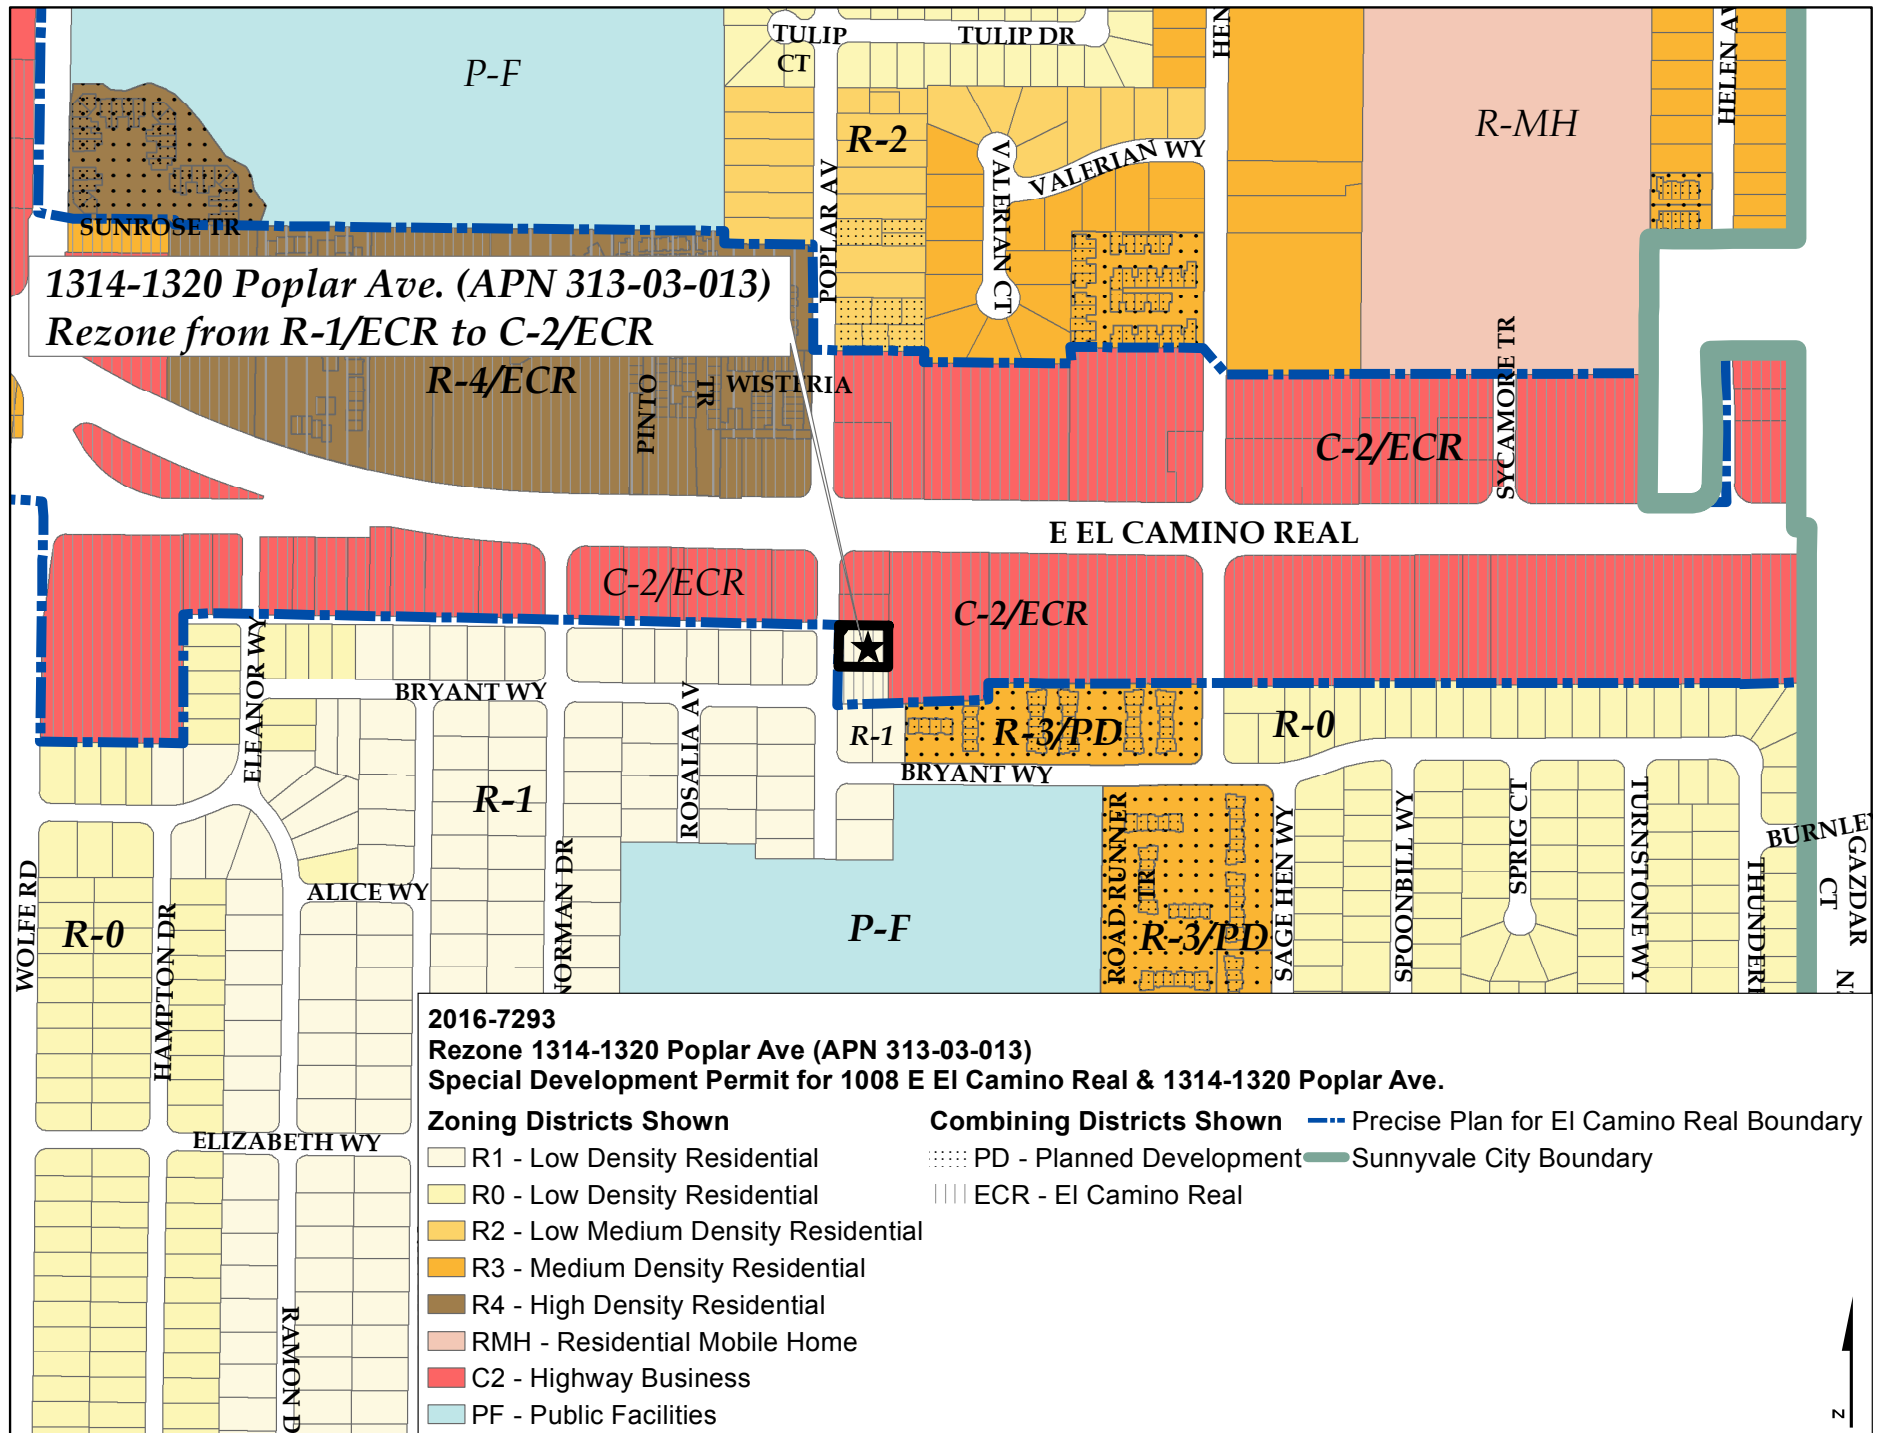 TULIP CT
TULIP DR
HEN
HELEN AV
P-F
R-2
R-MH
VALERIAN WY
VALERIAN CT
POPLAR AV
SUNROSE TR
1314-1320 Poplar Ave. (APN 313-03-013)
Rezone from R-1/ECR to C-2/ECR
R-4/ECR
PINTO
TR
WISTERIA
SYCAMORE TR
C-2/ECR
E EL CAMINO REAL
C-2/ECR
C-2/ECR
ELEANOR WY
BRYANT WY
ROSALIA AV
R-1
R-3/PD
R-0
BRYANT WY
R-1
NORMAN DR
ROAD RUNNER
TR
SAGE HEN WY
SPOONBILL WY
SPRIG CT
TURNSTONE WY
THUNDERB
BURNLEY
CT
GAZDAR
N
WOLFE RD
R-0
HAMPTON DR
ALICE WY
P-F
R-3/PD
ELIZABETH WY
RAMON D
2016-7293
Rezone 1314-1320 Poplar Ave (APN 313-03-013)
Special Development Permit for 1008 E El Camino Real & 1314-1320 Poplar Ave.
Zoning Districts Shown
R1 - Low Density Residential
R0 - Low Density Residential
R2 - Low Medium Density Residential
R3 - Medium Density Residential
R4 - High Density Residential
RMH - Residential Mobile Home
C2 - Highway Business
PF - Public Facilities
Combining Districts Shown
PD - Planned Development
ECR - El Camino Real
Precise Plan for El Camino Real Boundary
Sunnyvale City Boundary
N